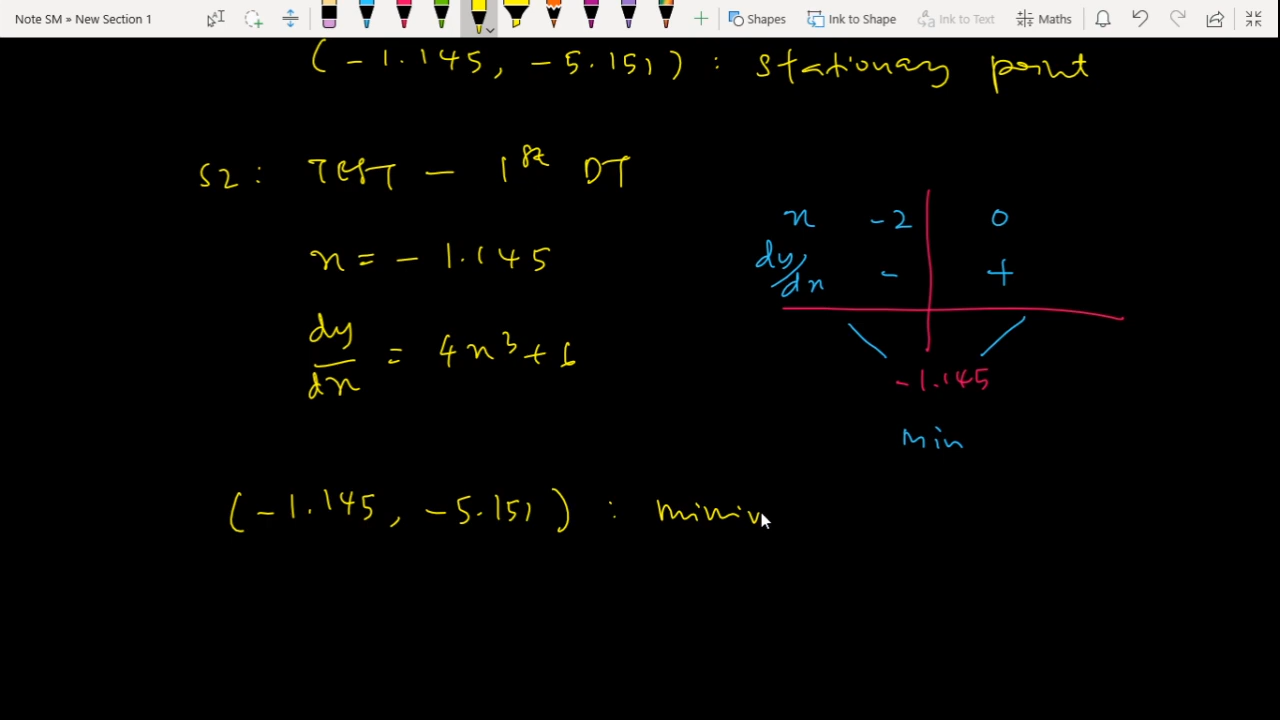 Note SM » New Section 1
Shapes Ink to Shape Ink to Text Maths
(-1.145, -5.151) : Stationary point
S2: TEST - 1st DT
x = -1.145
dy/dx = 4x³ + 6
x -2 0
dy/dx - +
-1.145
Min
(-1.145, -5.151) : minim